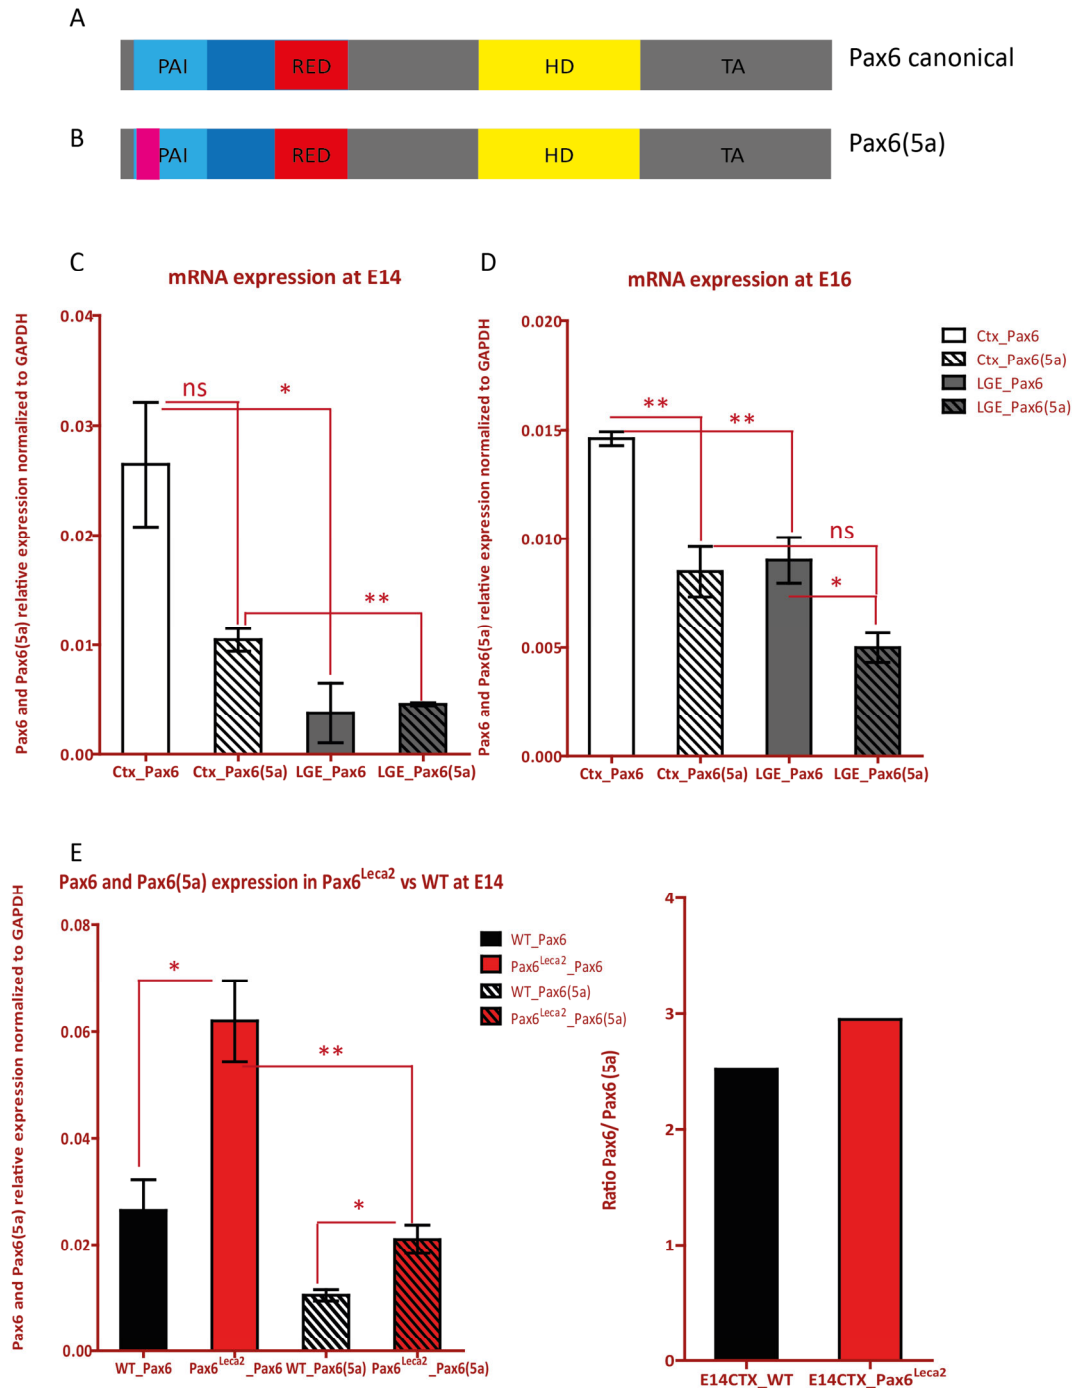 A
PAI RED HD TA Pax6 canonical
B
PAI RED HD TA Pax6(5a)
C
mRNA expression at E14
Pax6 and Pax6(5a) relative expression normalized to GAPDH
0.04
0.03
0.02
0.01
0.00
ns
*
**
Ctx_Pax6 Ctx_Pax6(5a) LGE_Pax6 LGE_Pax6(5a)
D
mRNA expression at E16
Pax6 and Pax6(5a) relative expression normalized to GAPDH
0.020
0.015
0.010
0.005
0.000
**
**
ns
*
Ctx_Pax6 Ctx_Pax6(5a) LGE_Pax6 LGE_Pax6(5a)
Ctx_Pax6
Ctx_Pax6(5a)
LGE_Pax6
LGE_Pax6(5a)
E
Pax6 and Pax6(5a) expression in Pax6Leca2 vs WT at E14
Pax6 and Pax6(5a) relative expression normalized to GAPDH
0.08
0.06
0.04
0.02
0.00
*
**
*
WT_Pax6 Pax6Leca2_Pax6 WT_Pax6(5a) Pax6Leca2_Pax6(5a)
WT_Pax6
Pax6Leca2_Pax6
WT_Pax6(5a)
Pax6Leca2_Pax6(5a)
Ratio Pax6/ Pax6 (5a)
4
3
2
1
0
E14CTX_WT E14CTX_Pax6Leca2